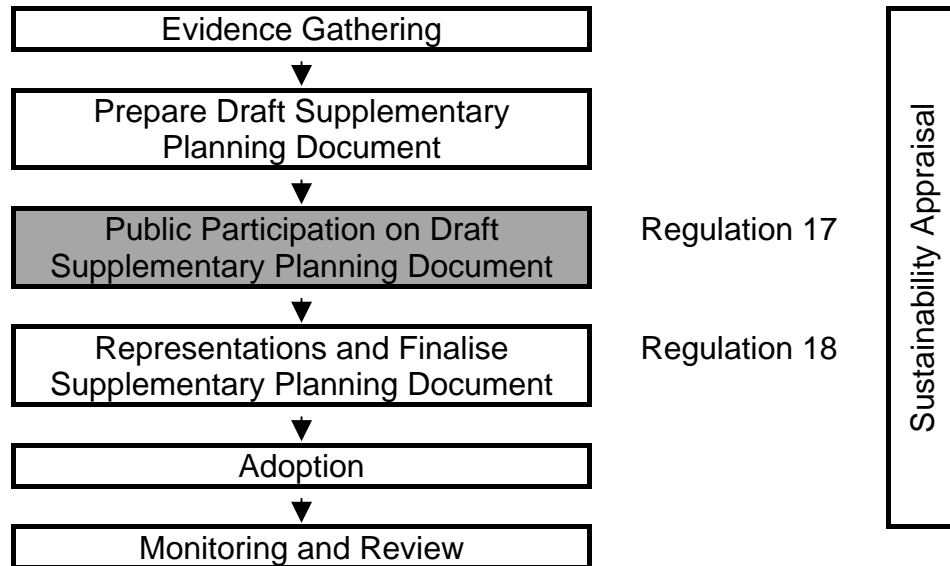 Evidence Gathering
Prepare Draft Supplementary
Planning Document
Public Participation on Draft
Supplementary Planning Document
Regulation 17
Representations and Finalise
Supplementary Planning Document
Regulation 18
Adoption
Monitoring and Review
Sustainability Appraisal